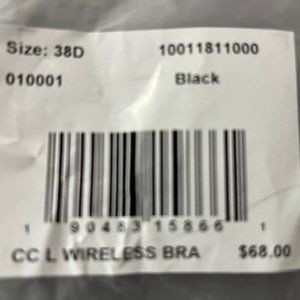 Size: 38D 10011811000
010001 Black
1 90483 15866 1
CC L WIRELESS BRA $68.00